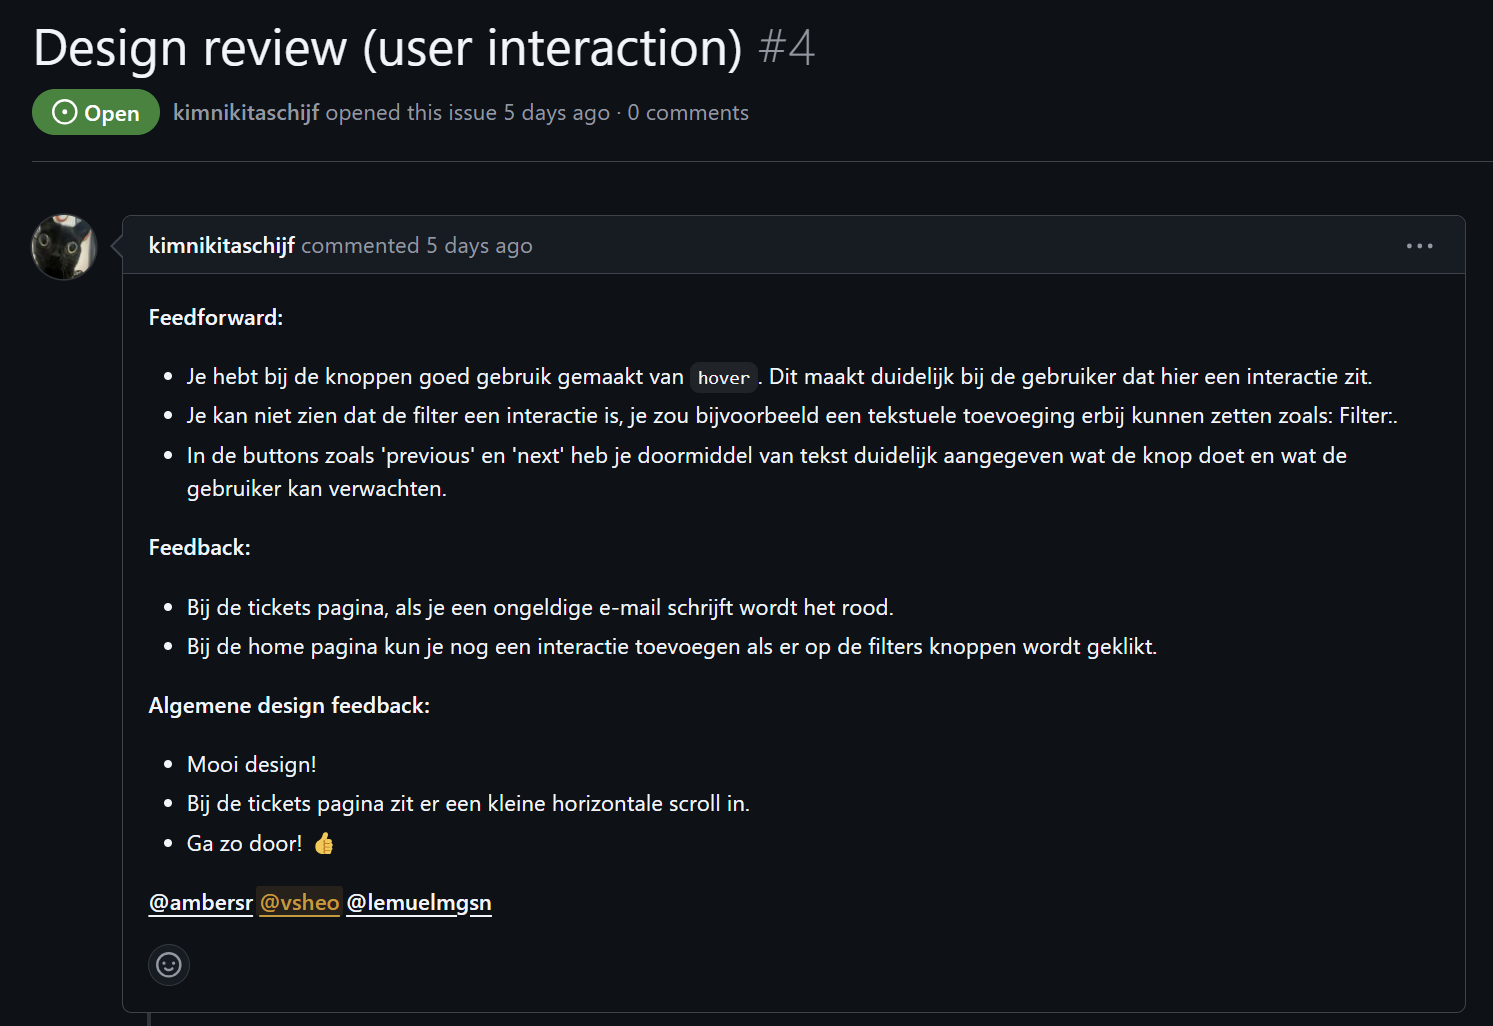 Design review (user interaction) #4
Open kimnikitaschijf opened this issue 5 days ago · 0 comments
kimnikitaschijf commented 5 days ago
Feedforward:
Je hebt bij de knoppen goed gebruik gemaakt van hover. Dit maakt duidelijk bij de gebruiker dat hier een interactie zit.
Je kan niet zien dat de filter een interactie is, je zou bijvoorbeeld een tekstuele toevoeging erbij kunnen zetten zoals: Filter:.
In de buttons zoals 'previous' en 'next' heb je doormiddel van tekst duidelijk aangegeven wat de knop doet en wat de
gebruiker kan verwachten.
Feedback:
Bij de tickets pagina, als je een ongeldige e-mail schrijft wordt het rood.
Bij de home pagina kun je nog een interactie toevoegen als er op de filters knoppen wordt geklikt.
Algemene design feedback:
Mooi design!
Bij de tickets pagina zit er een kleine horizontale scroll in.
Ga zo door! 👍
@ambersr @vsheo @lemuelmgsn